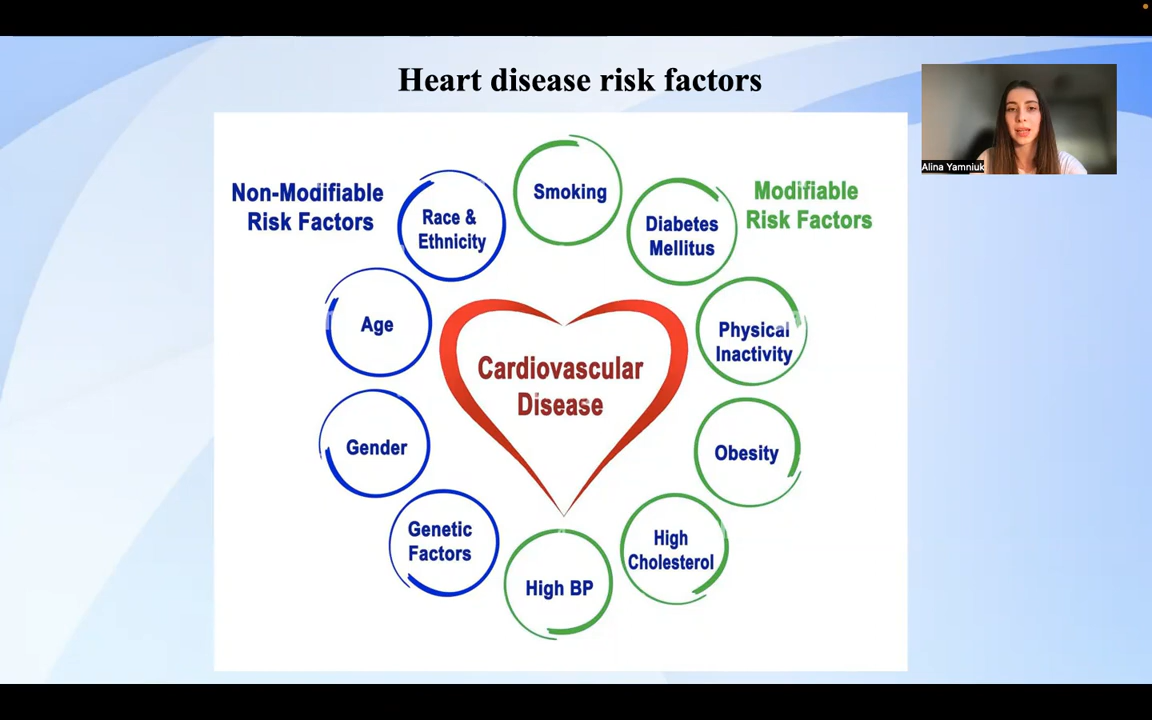 Heart disease risk factors
Alina Yamniuk
Non-Modifiable
Risk Factors
Modifiable
Risk Factors
Smoking
Race &
Ethnicity
Diabetes
Mellitus
Age
Physical
Inactivity
Cardiovascular
Disease
Gender
Obesity
Genetic
Factors
High
Cholesterol
High BP